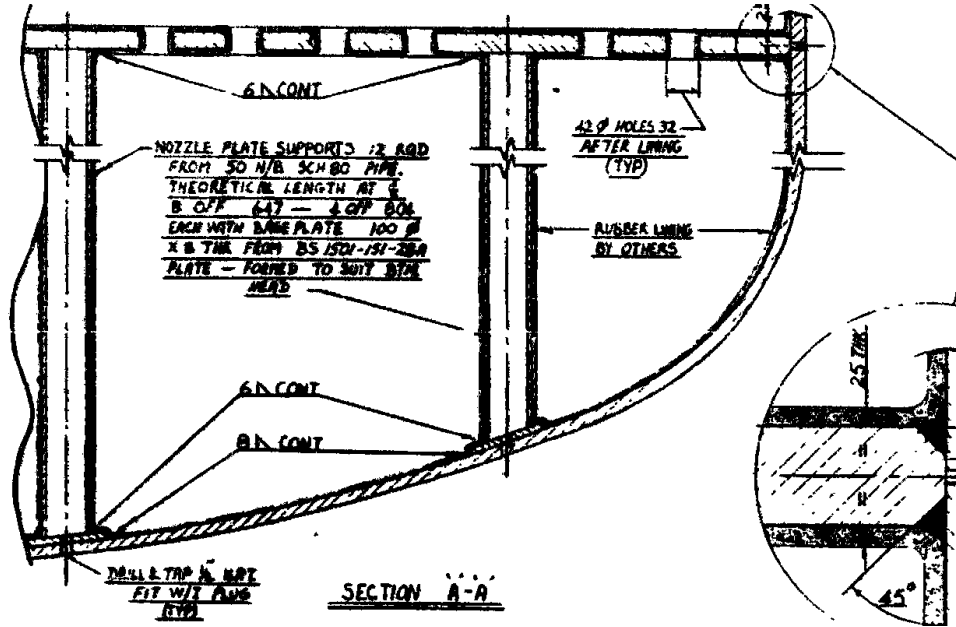 6 CONT
NOZZLE PLATE SUPPORTS 12 RQD
FROM 50 N/B SCH 80 PIPE.
THEORETICAL LENGTH AT ℄
8 OFF 647 — 4 OFF 804
EACH WITH BASE PLATE 100 Ø
X 8 THK FROM BS 1501-151-28A
PLATE — FORMED TO SUIT BTM
HEAD
42 Ø HOLES 32
AFTER LINING
(TYP)
RUBBER LINING
BY OTHERS
6 CONT
8 CONT
25 THK
45°
DRILL & TAP NPT
FIT W/T PLUG
(TYP)
SECTION "A-A"